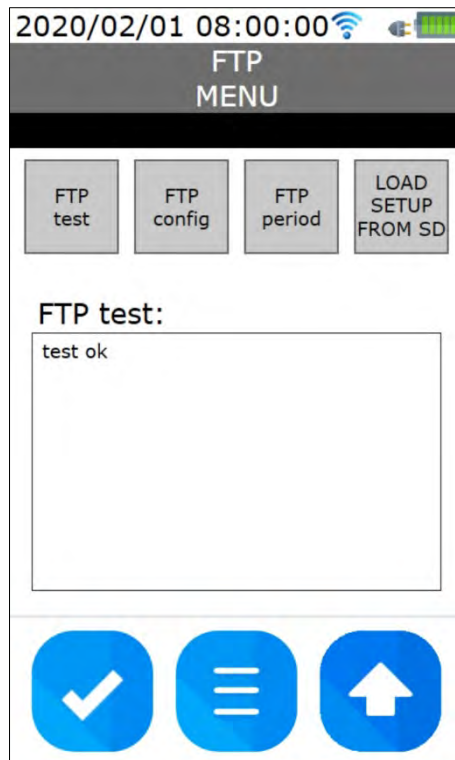 2020/02/01 08:00:00
FTP
MENU
FTP
test
FTP
config
FTP
period
LOAD
SETUP
FROM SD
FTP test:
test ok